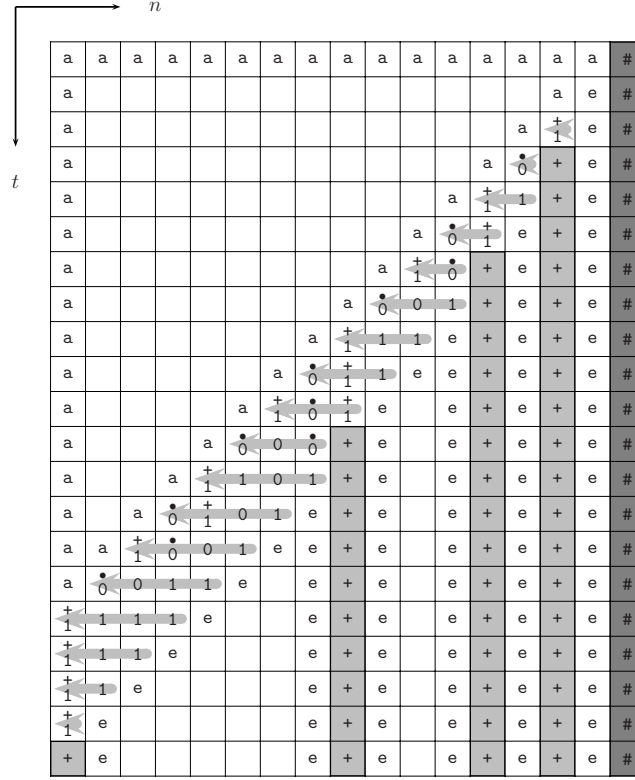 n
t
a a a a a a a a a a a a a a a a #
a a e #
a a +1 e #
a a •0 + e #
a a +1 1 + e #
a a •0 +1 e + e #
a a +1 •0 + e + e #
a a •0 0 1 + e + e #
a a +1 1 1 e + e + e #
a a •0 +1 1 e e + e + e #
a a +1 •0 +1 e e + e + e #
a a •0 0 •0 + e e + e + e #
a a +1 1 0 1 + e e + e + e #
a a •0 +1 0 1 e + e e + e + e #
a a +1 •0 0 1 e e + e e + e + e #
a •0 0 1 1 e e + e e + e + e #
+1 1 1 1 e e + e e + e + e #
+1 1 1 e e + e e + e + e #
+1 1 e e + e e + e + e #
+1 e e + e e + e + e #
+ e e + e e + e + e #